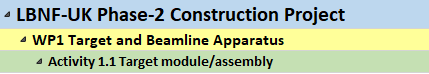 LBNF-UK Phase-2 Construction Project
WP1 Target and Beamline Apparatus
Activity 1.1 Target module/assembly